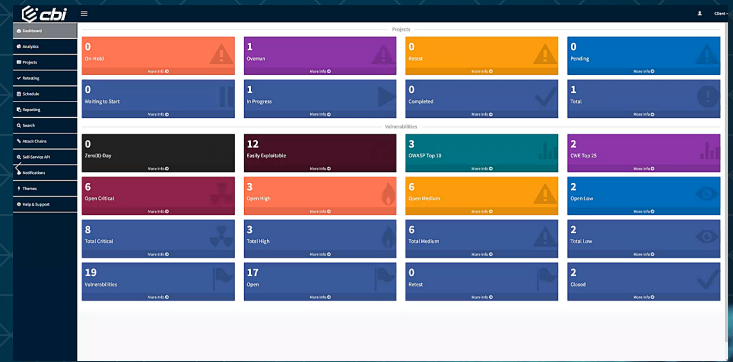 cbi
Client
Dashboard
Analytics
Projects
Retesting
Schedule
Reporting
Search
Attack Chains
Self-Service API
Notifications
Themes
Help & Support
Projects
0
On Hold
More Info
1
Overrun
More Info
0
Retest
More Info
0
Pending
More Info
0
Waiting to Start
More Info
1
In Progress
More Info
0
Completed
More Info
1
Total
More Info
Vulnerabilities
0
Zero(0)-Day
More Info
12
Easily Exploitable
More Info
3
OWASP Top 10
More Info
2
CWE Top 25
More Info
6
Open Critical
More Info
3
Open High
More Info
6
Open Medium
More Info
2
Open Low
More Info
8
Total Critical
More Info
3
Total High
More Info
6
Total Medium
More Info
2
Total Low
More Info
19
Vulnerabilities
More Info
17
Open
More Info
0
Retest
More Info
2
Closed
More Info